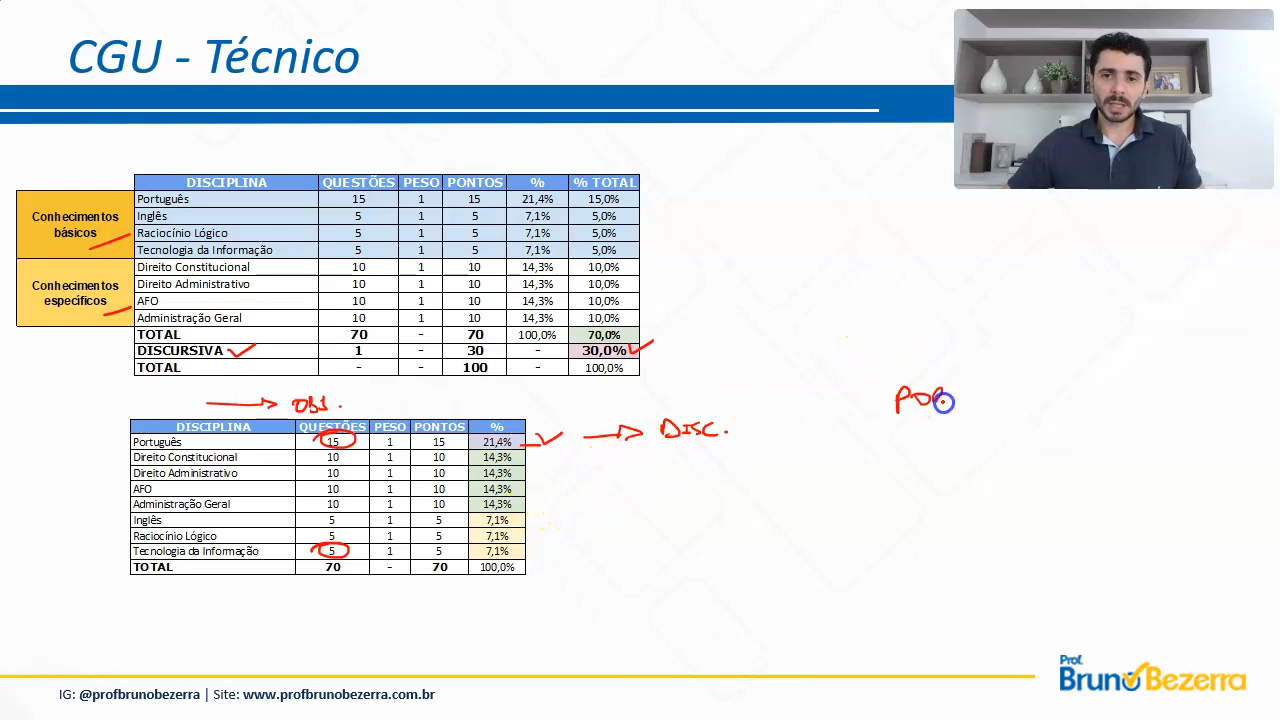 CGU - Técnico
DISCIPLINA QUESTÕES PESO PONTOS % % TOTAL
Conhecimentos básicos
Português 15 1 15 21,4% 15,0%
Inglês 5 1 5 7,1% 5,0%
Raciocínio Lógico 5 1 5 7,1% 5,0%
Tecnologia da Informação 5 1 5 7,1% 5,0%
Conhecimentos específicos
Direito Constitucional 10 1 10 14,3% 10,0%
Direito Administrativo 10 1 10 14,3% 10,0%
AFO 10 1 10 14,3% 10,0%
Administração Geral 10 1 10 14,3% 10,0%
TOTAL 70 - 70 100,0% 70,0%
DISCURSIVA 1 - 30 - 30,0%
TOTAL - - 100 - 100,0%
OBJ.
DISCIPLINA QUESTÕES PESO PONTOS %
Português 15 1 15 21,4%
DISC.
Direito Constitucional 10 1 10 14,3%
Direito Administrativo 10 1 10 14,3%
AFO 10 1 10 14,3%
Administração Geral 10 1 10 14,3%
Inglês 5 1 5 7,1%
Raciocínio Lógico 5 1 5 7,1%
Tecnologia da Informação 5 1 5 7,1%
TOTAL 70 - 70 100,0%
Prof.
Bruno Bezerra
IG: @profbrunobezerra | Site: www.profbrunobezerra.com.br